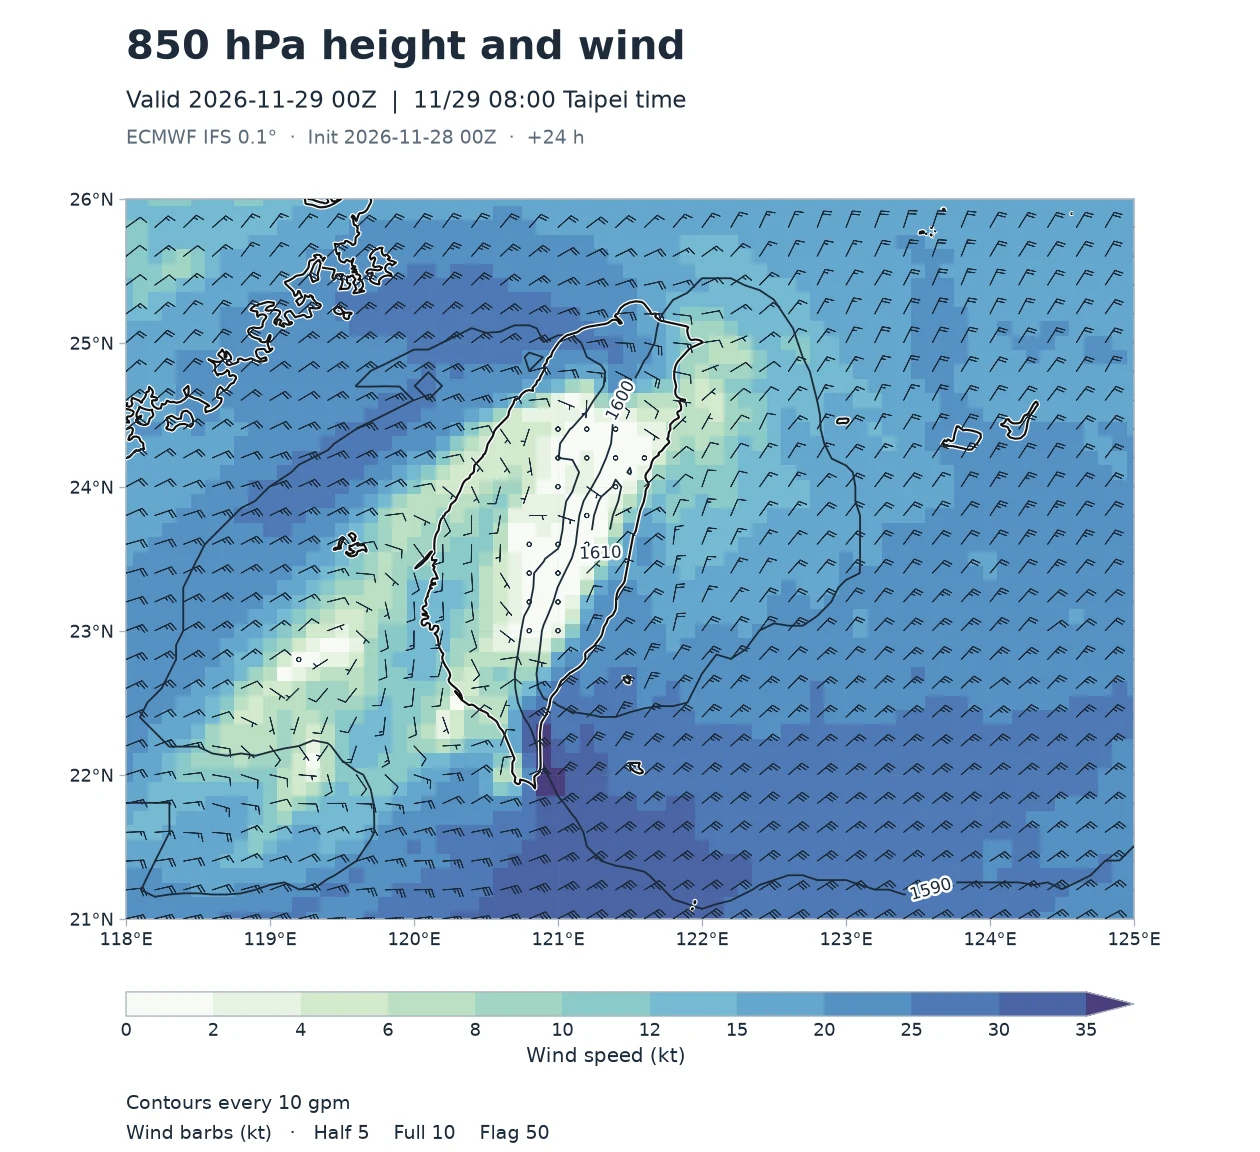 850 hPa height and wind
Valid 2026-11-29 00Z | 11/29 08:00 Taipei time
ECMWF IFS 0.1° · Init 2026-11-28 00Z · +24 h
26°N
25°N
24°N
23°N
22°N
21°N
1600
1610
1590
118°E 119°E 120°E 121°E 122°E 123°E 124°E 125°E
0 2 4 6 8 10 12 15 20 25 30 35
Wind speed (kt)
Contours every 10 gpm
Wind barbs (kt) · Half 5 Full 10 Flag 50